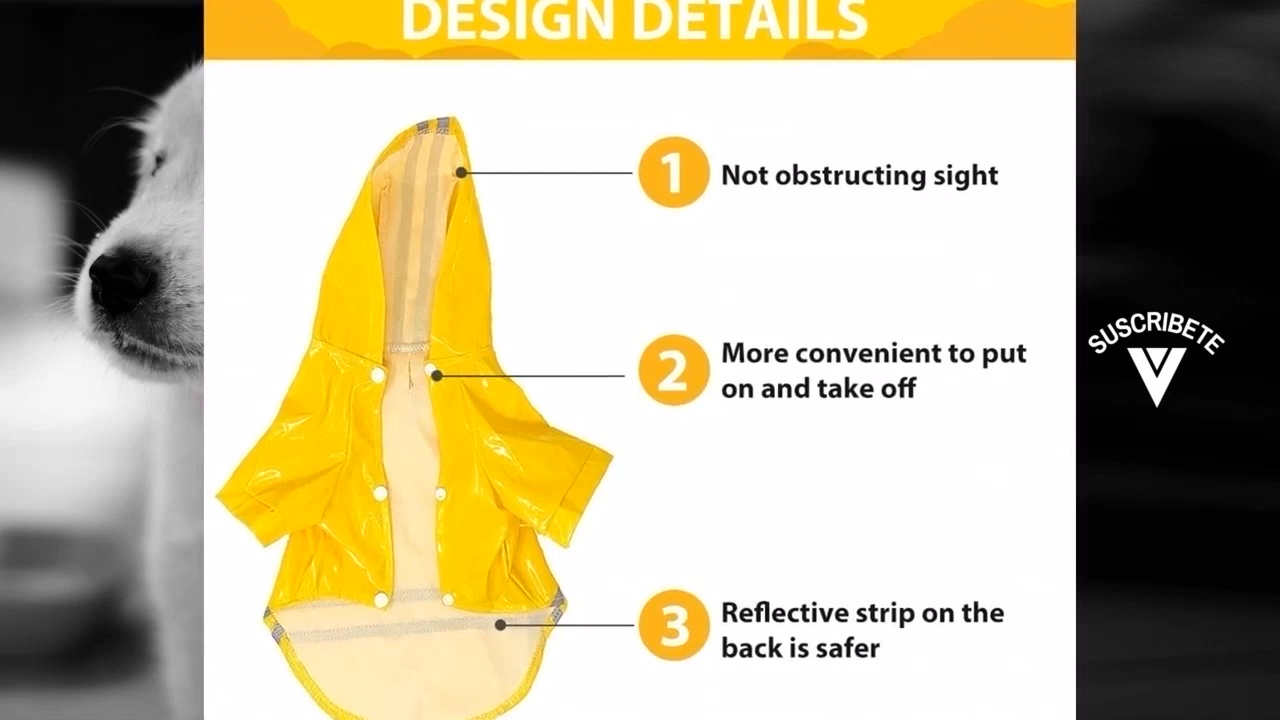 DESIGN DETAILS
1
Not obstructing sight
2
More convenient to put
on and take off
3
Reflective strip on the
back is safer
SUSCRIBETE